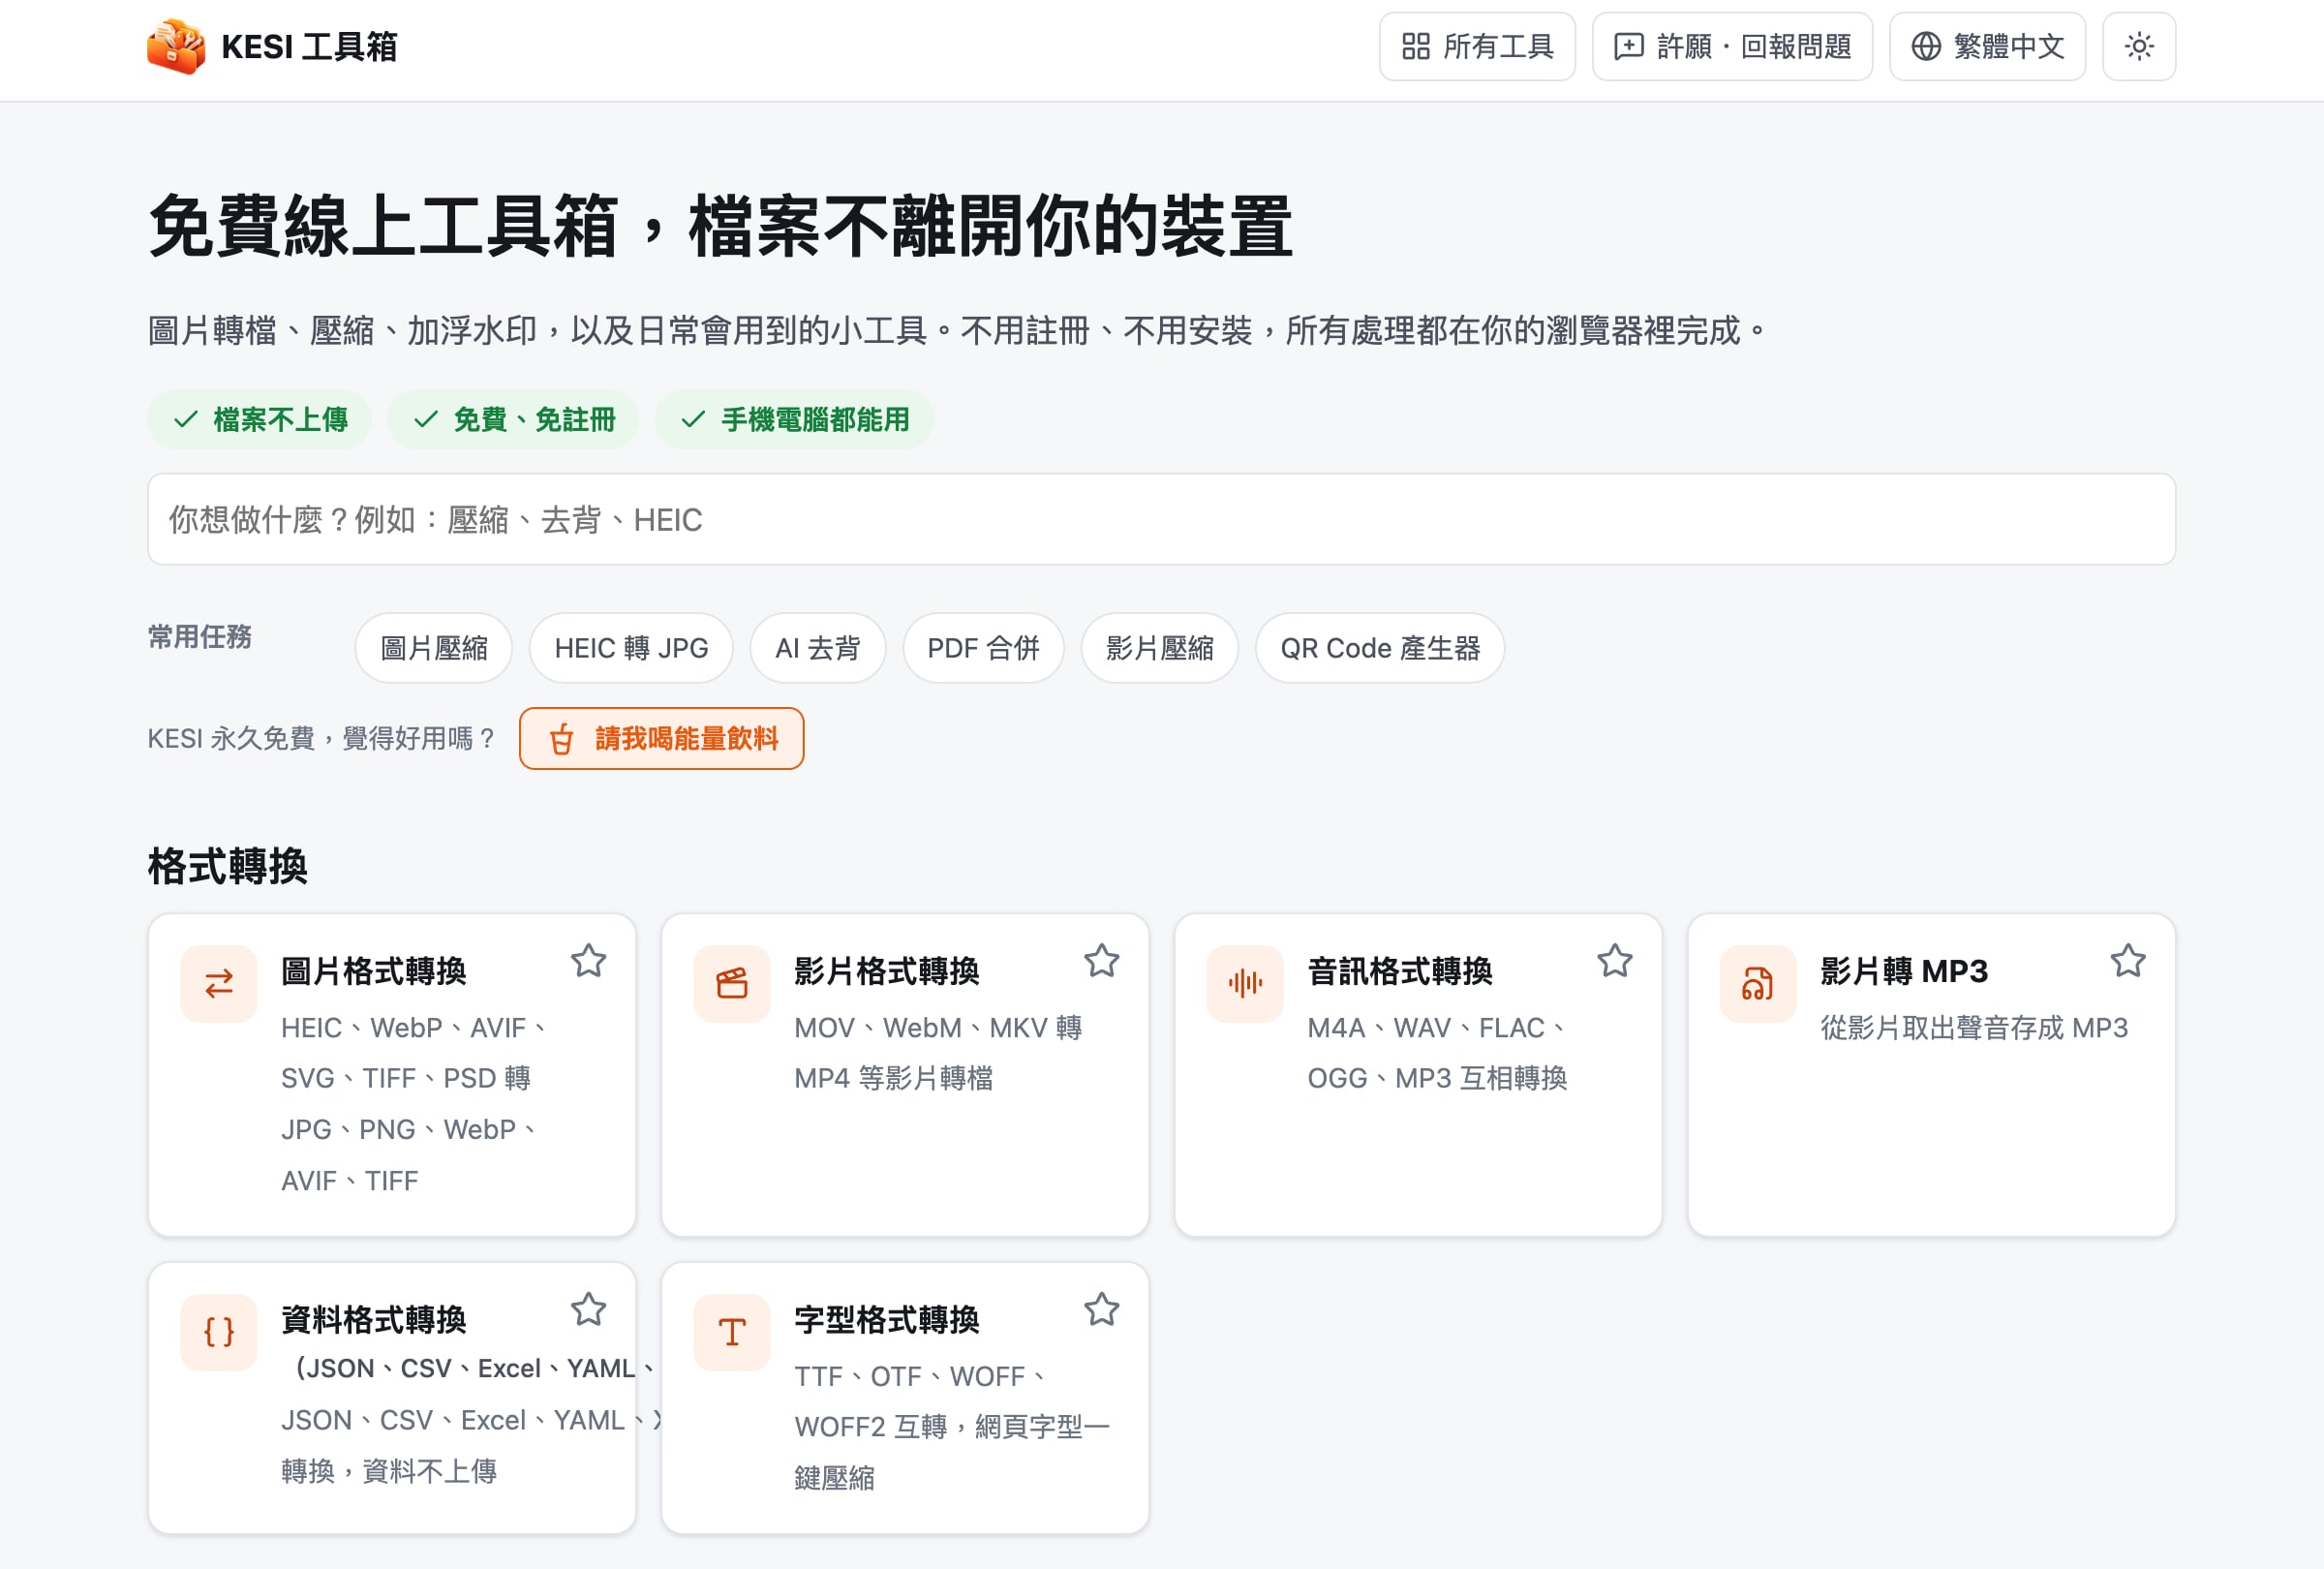 KESI 工具箱
所有工具
許願・回報問題
繁體中文
免費線上工具箱，檔案不離開你的裝置
圖片轉檔、壓縮、加浮水印，以及日常會用到的小工具。不用註冊、不用安裝，所有處理都在你的瀏覽器裡完成。
檔案不上傳
免費、免註冊
手機電腦都能用
你想做什麼？例如：壓縮、去背、HEIC
常用任務
圖片壓縮
HEIC 轉 JPG
AI 去背
PDF 合併
影片壓縮
QR Code 產生器
KESI 永久免費，覺得好用嗎？
請我喝能量飲料
格式轉換
圖片格式轉換
HEIC、WebP、AVIF、
SVG、TIFF、PSD 轉
JPG、PNG、WebP、
AVIF、TIFF
影片格式轉換
MOV、WebM、MKV 轉
MP4 等影片轉檔
音訊格式轉換
M4A、WAV、FLAC、
OGG、MP3 互相轉換
影片轉 MP3
從影片取出聲音存成 MP3
資料格式轉換
（JSON、CSV、Excel、YAML、
JSON、CSV、Excel、YAML、
轉換，資料不上傳
字型格式轉換
TTF、OTF、WOFF、
WOFF2 互轉，網頁字型一
鍵壓縮